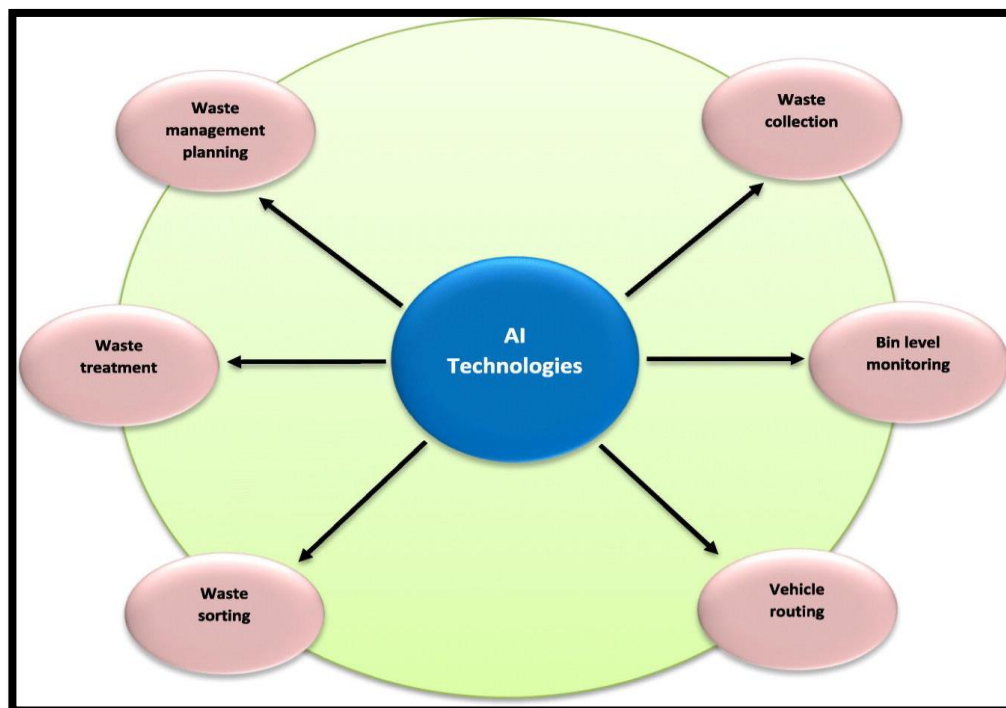 Waste
management
planning
Waste
collection
Waste
treatment
AI
Technologies
Bin level
monitoring
Waste
sorting
Vehicle
routing